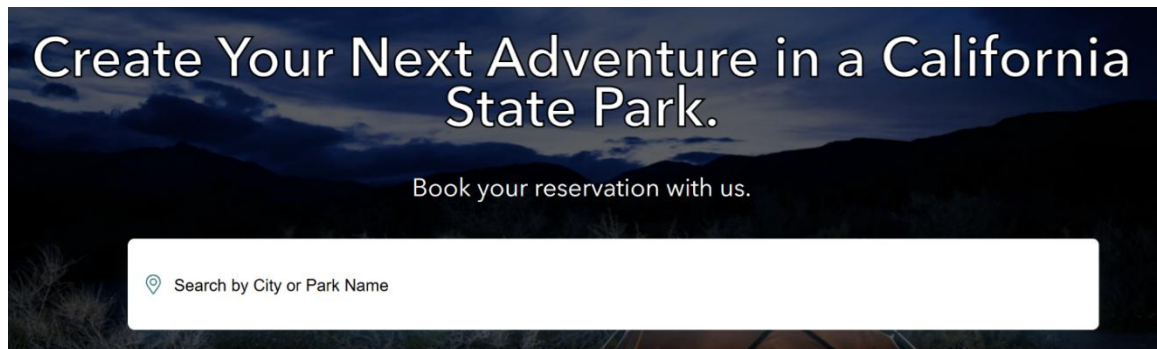 Create Your Next Adventure in a California
State Park.
Book your reservation with us.
Search by City or Park Name